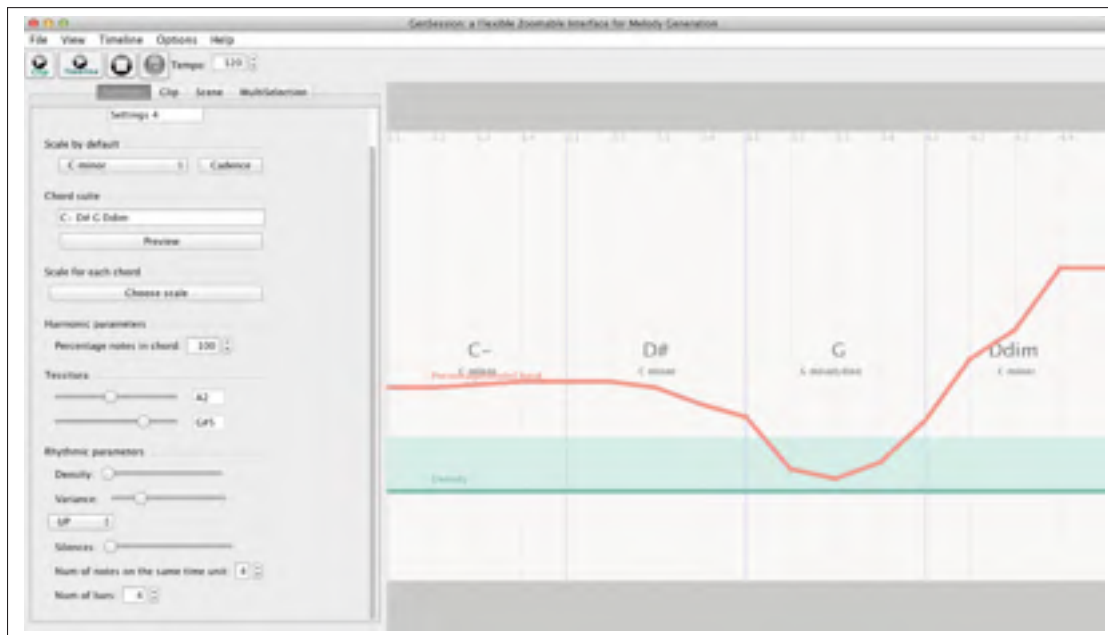 GenSession: a Flexible Zoomable Interface for Melody Generation
File View Timeline Options Help
Clip Timeline Tempo: 120
Clip Scene MultiSelection
Settings 4
Scale by default
C minor Cadence
Chord suite
C- D# G Ddim
Preview
Scale for each chord
Choose scale
Harmonic parameters
Percentage notes in chord: 100
Tessitura
A2
G#5
Rhythmic parameters
Density:
Variance:
UP
Silences:
Num of notes on the same time unit: 4
Num of bars: 4
C- D# G Ddim
C minor C minor C minor
Density